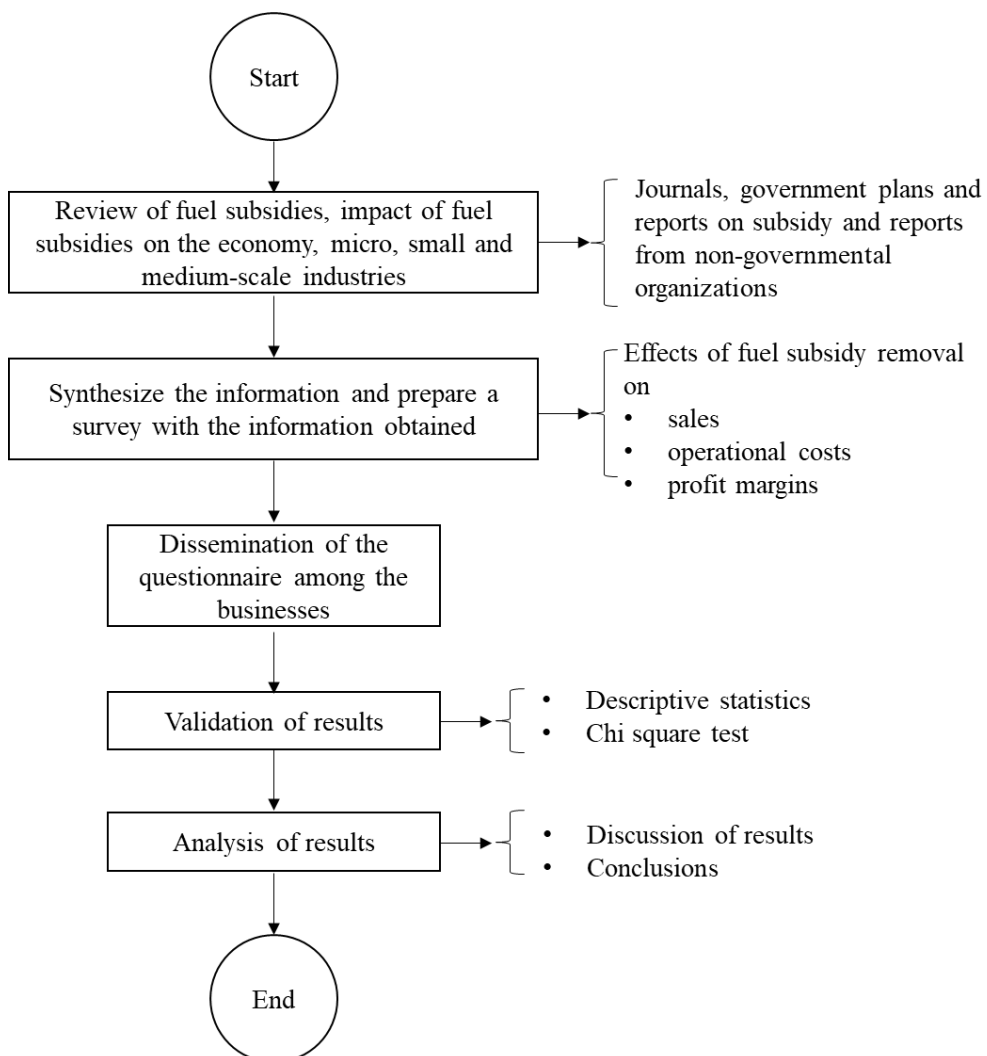 Start
Review of fuel subsidies, impact of fuel
subsidies on the economy, micro, small and
medium-scale industries
Journals, government plans and
reports on subsidy and reports
from non-governmental
organizations
Synthesize the information and prepare a
survey with the information obtained
Effects of fuel subsidy removal
on
• sales
• operational costs
• profit margins
Dissemination of the
questionnaire among the
businesses
Validation of results
• Descriptive statistics
• Chi square test
Analysis of results
• Discussion of results
• Conclusions
End